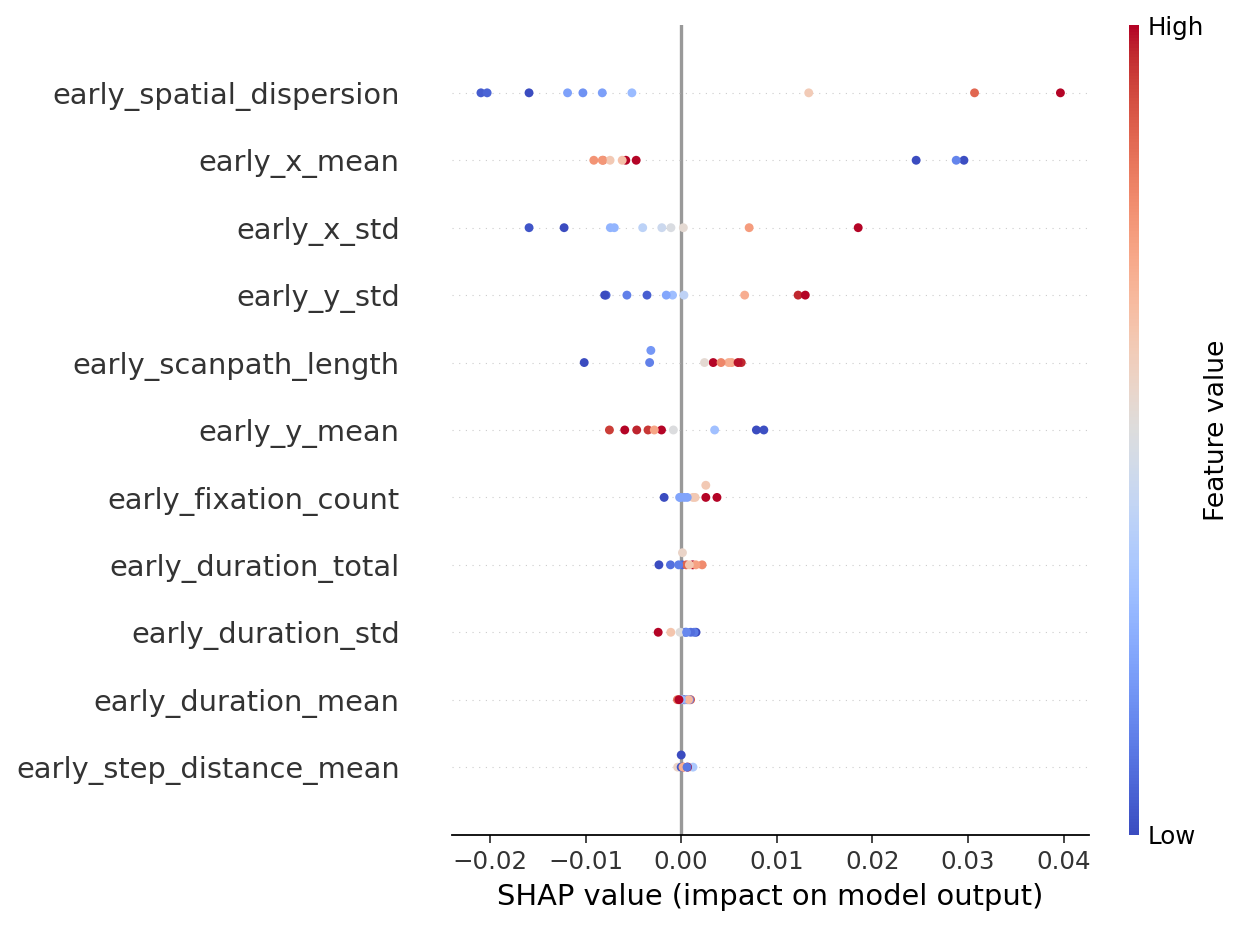 High
early_spatial_dispersion
early_x_mean
early_x_std
early_y_std
early_scanpath_length
early_y_mean
early_fixation_count
early_duration_total
early_duration_std
early_duration_mean
early_step_distance_mean
Feature value
Low
−0.02 −0.01 0.00 0.01 0.02 0.03 0.04
SHAP value (impact on model output)